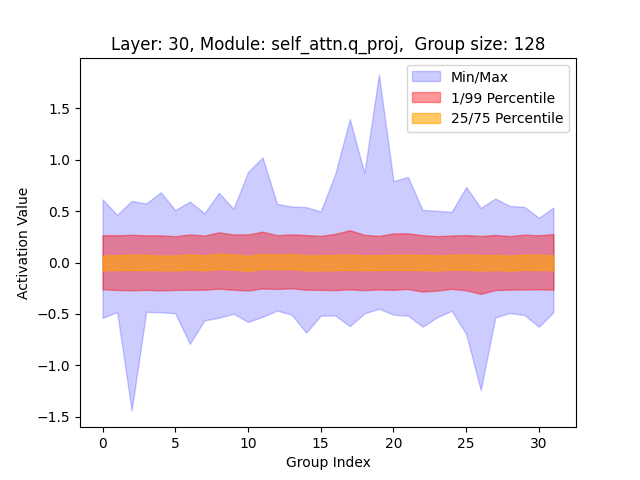 Layer: 30, Module: self_attn.q_proj,  Group size: 128
Min/Max
1/99 Percentile
25/75 Percentile
Activation Value
1.5
1.0
0.5
0.0
−0.5
−1.0
−1.5
0 5 10 15 20 25 30
Group Index